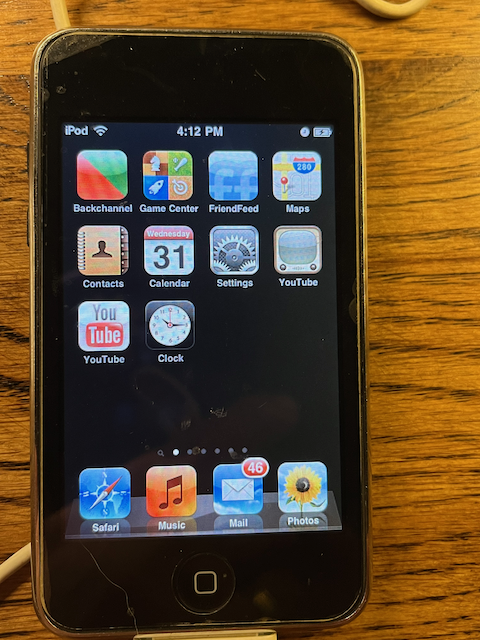 iPod 4:12 PM
Backchannel Game Center FriendFeed Maps
280
Wednesday
31
Contacts Calendar Settings YouTube
You
Tube
YouTube Clock
46
Safari Music Mail Photos